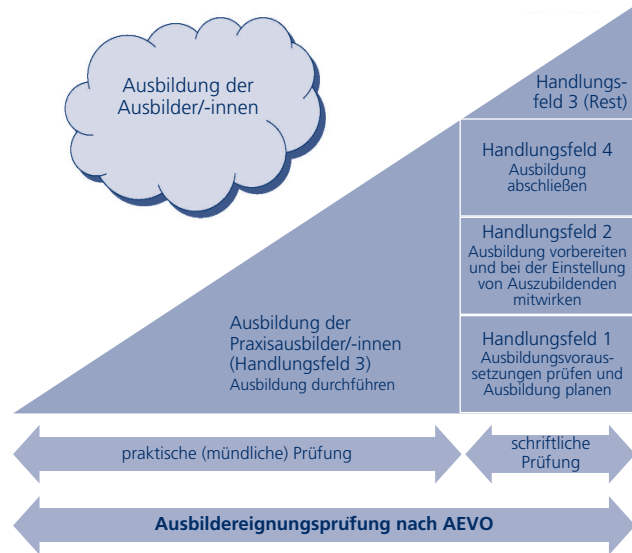 Ausbildung der
Ausbilder/-innen
Handlungs-
feld 3 (Rest)
Handlungsfeld 4
Ausbildung
abschließen
Handlungsfeld 2
Ausbildung vorbereiten
und bei der Einstellung
von Auszubildenden
mitwirken
Ausbildung der
Praxisausbilder/-innen
(Handlungsfeld 3)
Ausbildung durchführen
Handlungsfeld 1
Ausbildungsvoraus-
setzungen prüfen und
Ausbildung planen
praktische (mündliche) Prüfung
schriftliche
Prüfung
Ausbildereignungsprüfung nach AEVO